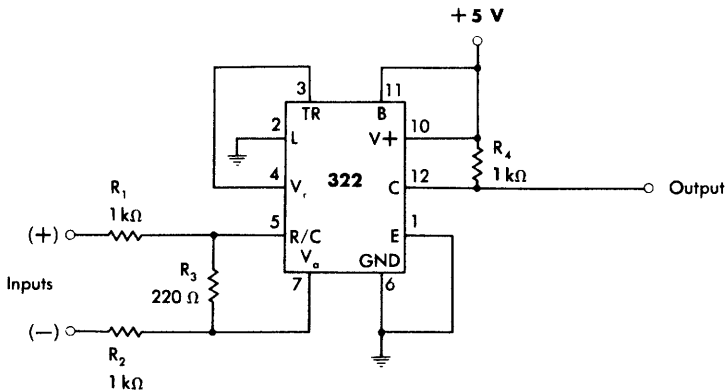 +5 V
3
11
TR
B
2
L
10
V+
R4
1 kΩ
322
4
Vr
12
C
Output
R1
1 kΩ
5
R/C
1
E
(+)
Inputs
R3
220 Ω
Va
GND
7
6
(−)
R2
1 kΩ